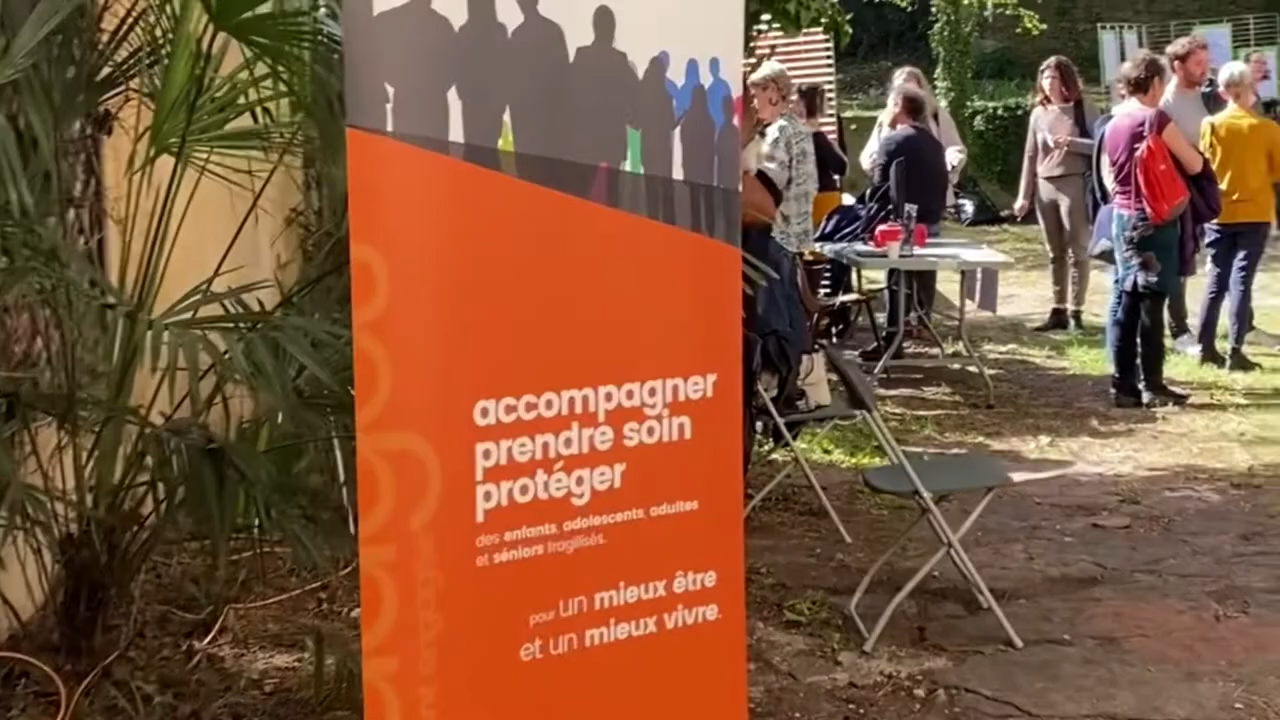 accompagner
prendre soin
protéger
des enfants, adolescents, adultes
et séniors fragilisés.
pour un mieux être
et un mieux vivre.